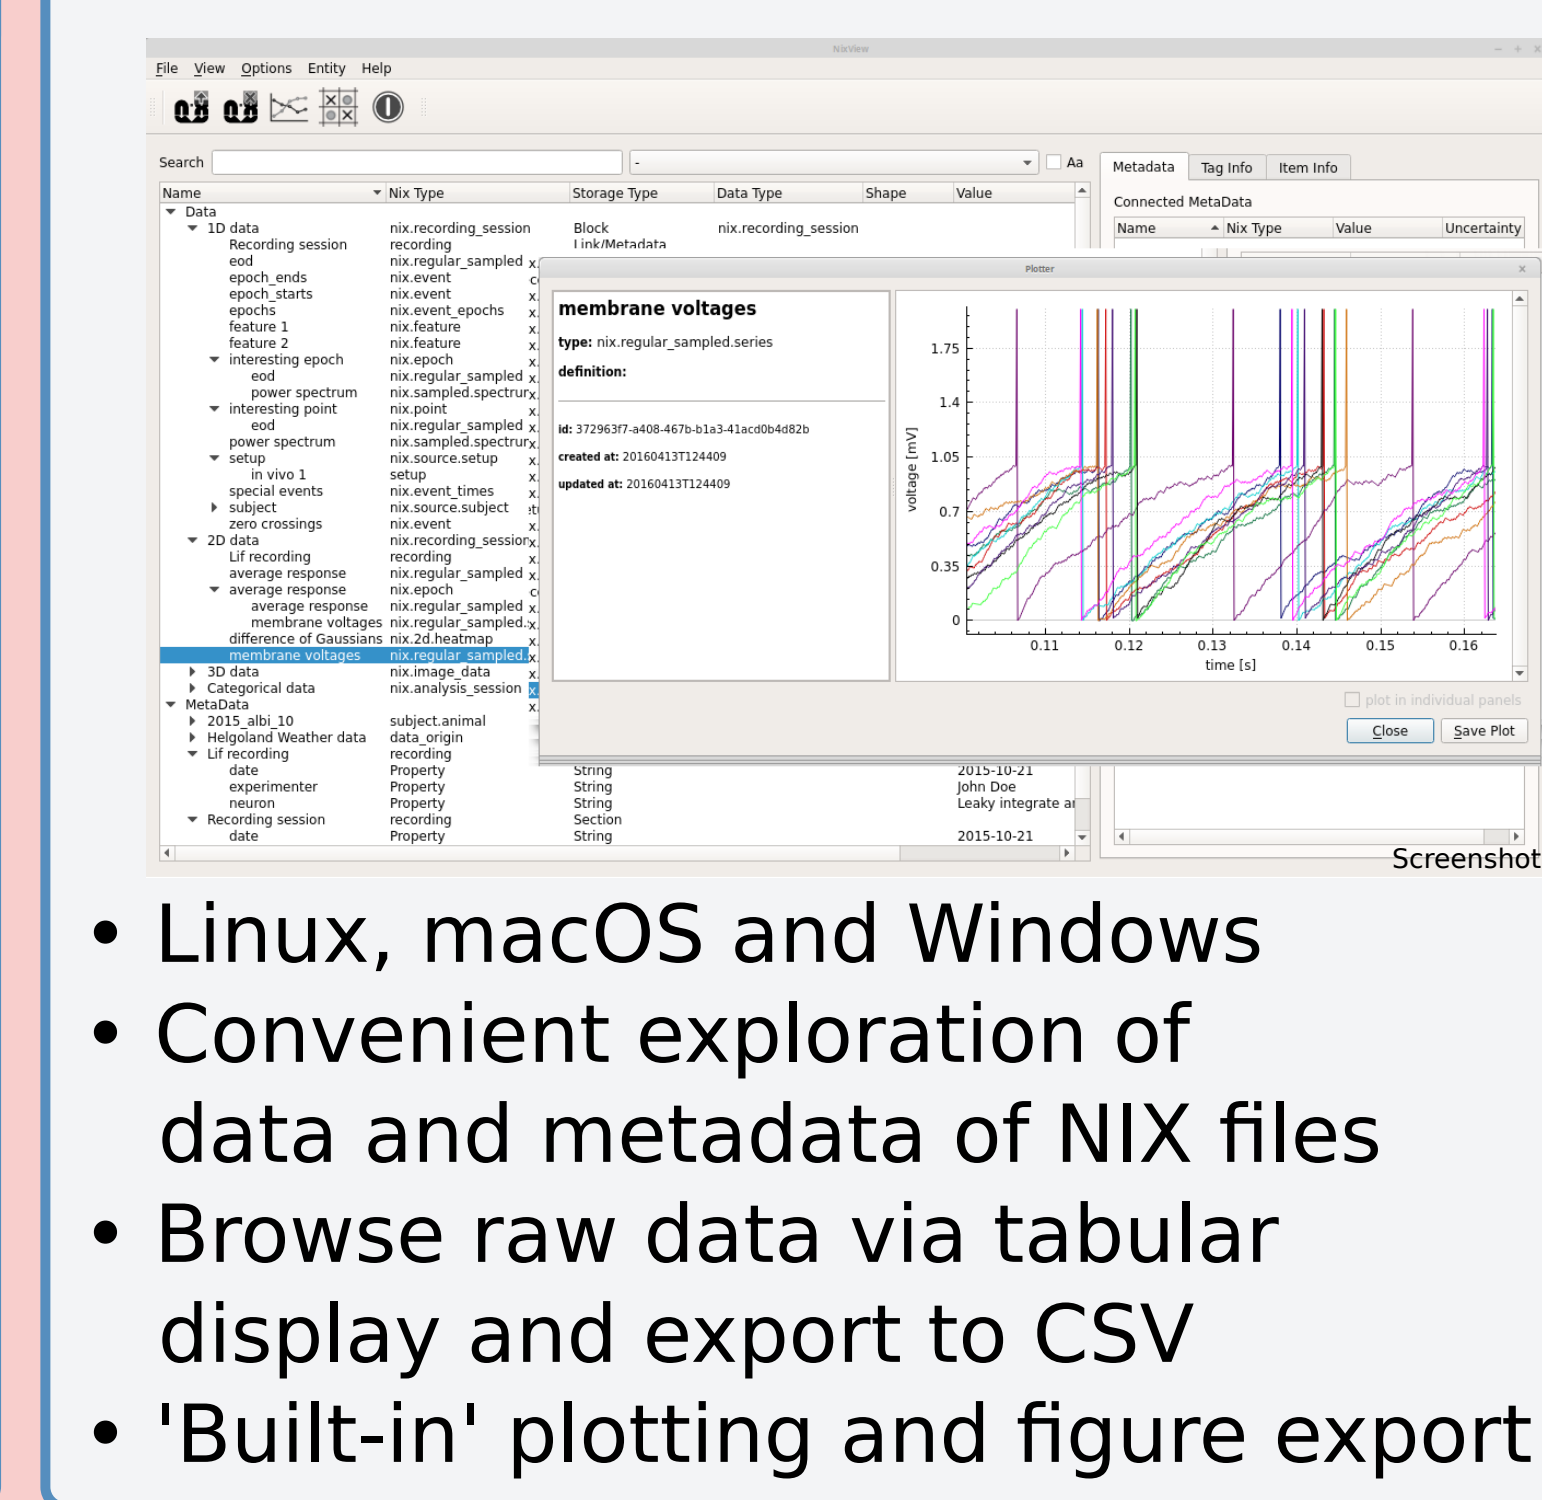 NixView
File View Options Entity Help
Search - Aa
Metadata Tag Info Item Info
Connected MetaData
Name Nix Type Value Uncertainty
Name Nix Type Storage Type Data Type Shape Value
Data
1D data nix.recording_session Block nix.recording_session
Recording session recording Link/Metadata
eod nix.regular_sampled
epoch_ends nix.event
epoch_starts nix.event
epochs nix.event_epochs
feature 1 nix.feature
feature 2 nix.feature
interesting epoch nix.epoch
eod nix.regular_sampled
power spectrum nix.sampled.spectrum
interesting point nix.point
eod nix.regular_sampled
power spectrum nix.sampled.spectrum
setup nix.source.setup
in vivo 1 setup
special events nix.event_times
subject nix.source.subject
zero crossings nix.event
2D data nix.recording_session
Lif recording recording
average response nix.regular_sampled
average response nix.epoch
average response nix.regular_sampled
membrane voltages nix.regular_sampled.
difference of Gaussians nix.2d.heatmap
membrane voltages nix.regular_sampled.
3D data nix.image_data
Categorical data nix.analysis_session
MetaData
2015_albi_10 subject.animal
Helgoland Weather data data_origin
Lif recording recording
date Property String 2015-10-21
experimenter Property String John Doe
neuron Property String Leaky integrate
Recording session recording Section
date Property String 2015-10-21
Plotter
membrane voltages
type: nix.regular_sampled.series
definition:
id: 372963f7-a408-467b-b1a3-41acd0b4d82b
created at: 20160413T124409
updated at: 20160413T124409
voltage [mV]
1.75
1.4
1.05
0.7
0.35
0
0.11 0.12 0.13 0.14 0.15 0.16
time [s]
plot in individual panels
Close Save Plot
Screenshot
• Linux, macOS and Windows
• Convenient exploration of
data and metadata of NIX files
• Browse raw data via tabular
display and export to CSV
• 'Built-in' plotting and figure export